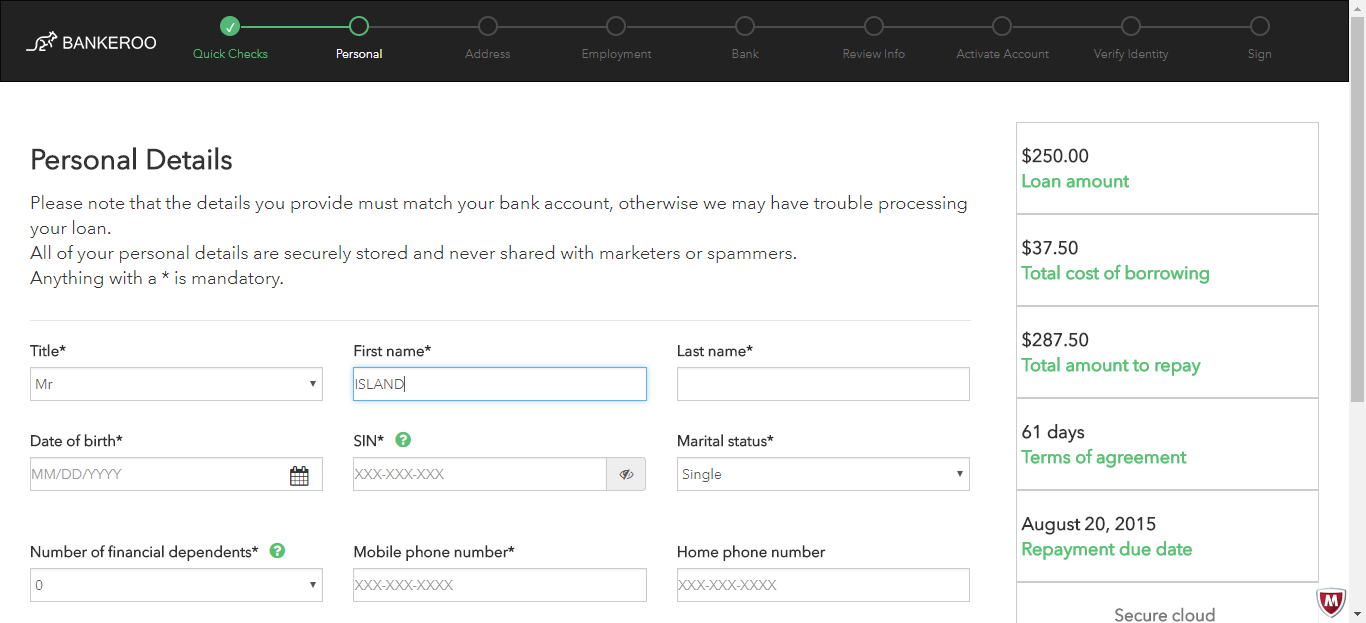 BANKEROO
Quick Checks
Personal
Address
Employment
Bank
Review Info
Activate Account
Verify Identity
Sign
Personal Details
Please note that the details you provide must match your bank account, otherwise we may have trouble processing
your loan.
All of your personal details are securely stored and never shared with marketers or spammers.
Anything with a * is mandatory.
Title*
First name*
Last name*
Mr
ISLAND
Date of birth*
SIN* ?
Marital status*
MM/DD/YYYY
XXX-XXX-XXX
Single
Number of financial dependents* ?
Mobile phone number*
Home phone number
0
XXX-XXX-XXXX
XXX-XXX-XXXX
$250.00
Loan amount
$37.50
Total cost of borrowing
$287.50
Total amount to repay
61 days
Terms of agreement
August 20, 2015
Repayment due date
Secure cloud
M